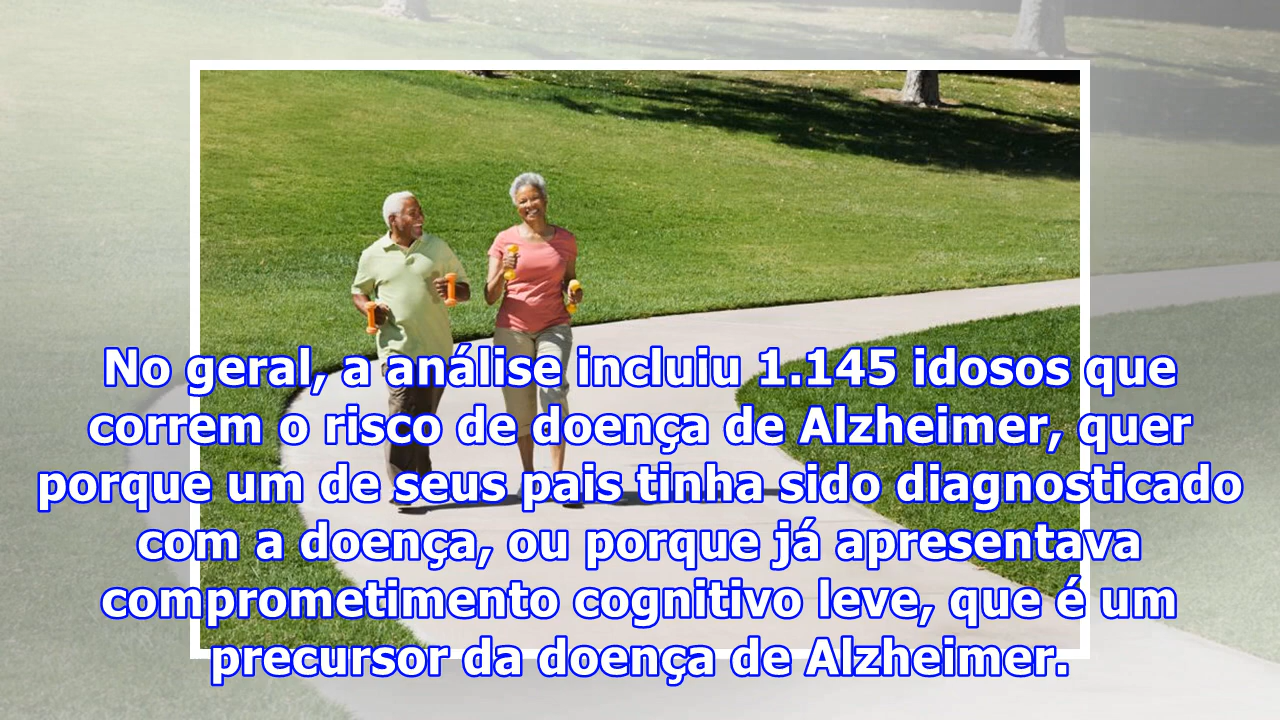 No geral, a análise incluiu 1.145 idosos que
correm o risco de doença de Alzheimer, quer
porque um de seus pais tinha sido diagnosticado
com a doença, ou porque já apresentava
comprometimento cognitivo leve, que é um
precursor da doença de Alzheimer.